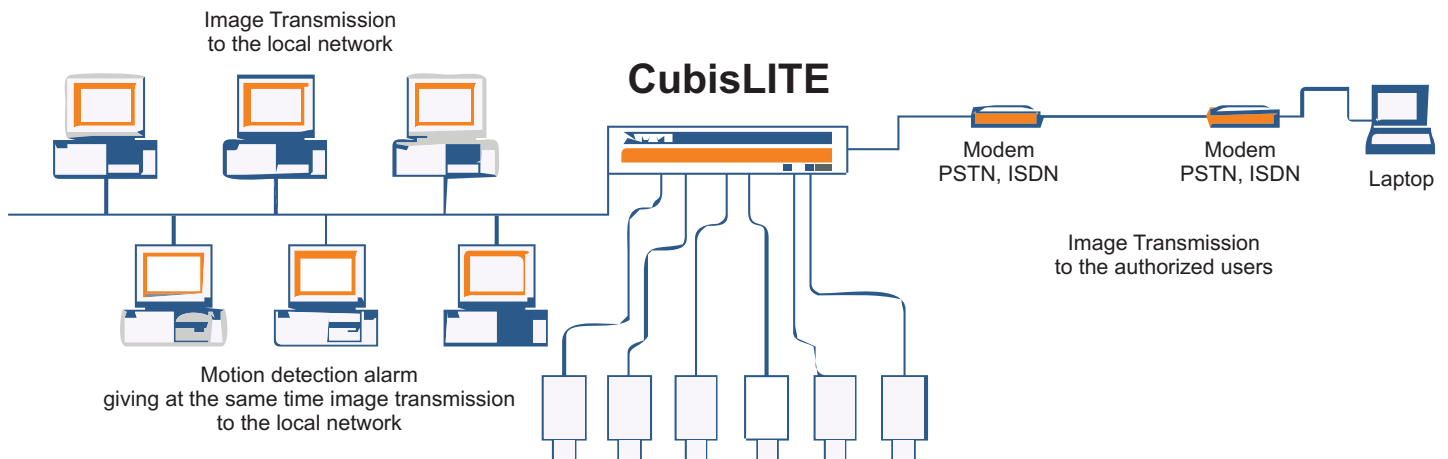 Image Transmission
to the local network
CubisLITE
Modem
PSTN, ISDN
Modem
PSTN, ISDN
Laptop
Image Transmission
to the authorized users
Motion detection alarm
giving at the same time image transmission
to the local network